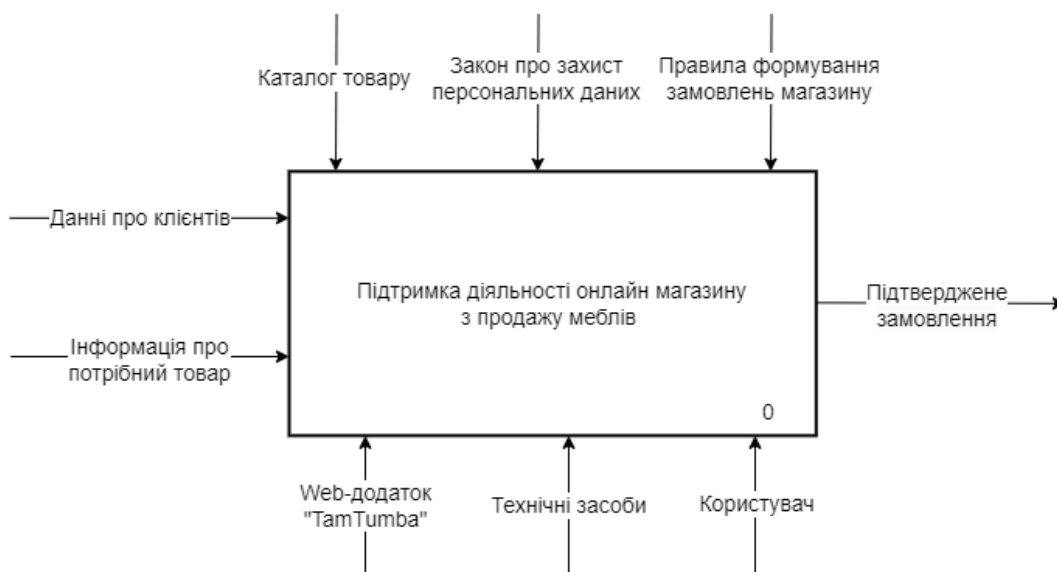 Каталог товару
Закон про захист
персональних даних
Правила формування
замовлень магазину
Данні про клієнтів
Інформація про
потрібний товар
Підтримка діяльності онлайн магазину
з продажу меблів
0
Підтверджене
замовлення
Web-додаток
"TamTumba"
Технічні засоби
Користувач